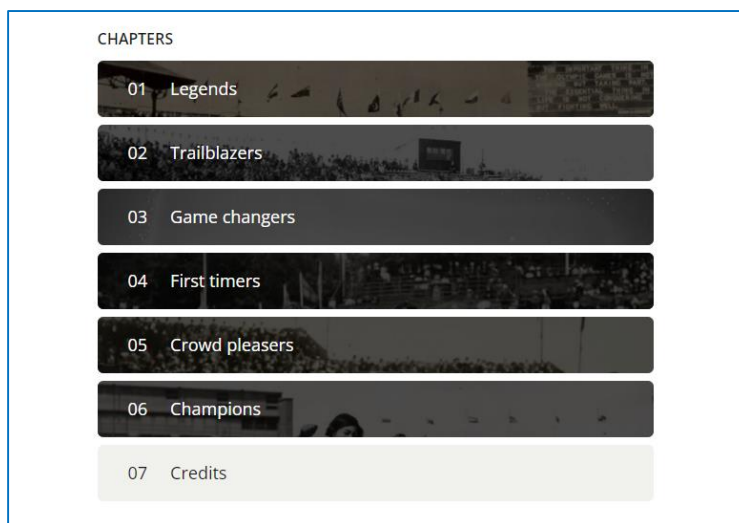 CHAPTERS
01 Legends
02 Trailblazers
03 Game changers
04 First timers
05 Crowd pleasers
06 Champions
07 Credits